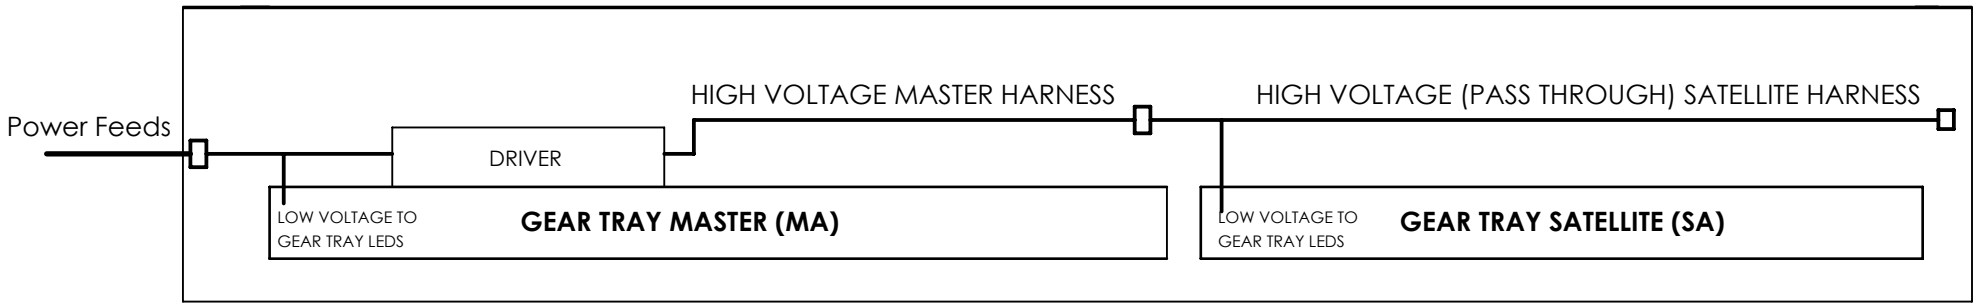 HIGH VOLTAGE MASTER HARNESS
HIGH VOLTAGE (PASS THROUGH) SATELLITE HARNESS
Power Feeds
DRIVER
LOW VOLTAGE TO
GEAR TRAY LEDS
GEAR TRAY MASTER (MA)
LOW VOLTAGE TO
GEAR TRAY LEDS
GEAR TRAY SATELLITE (SA)